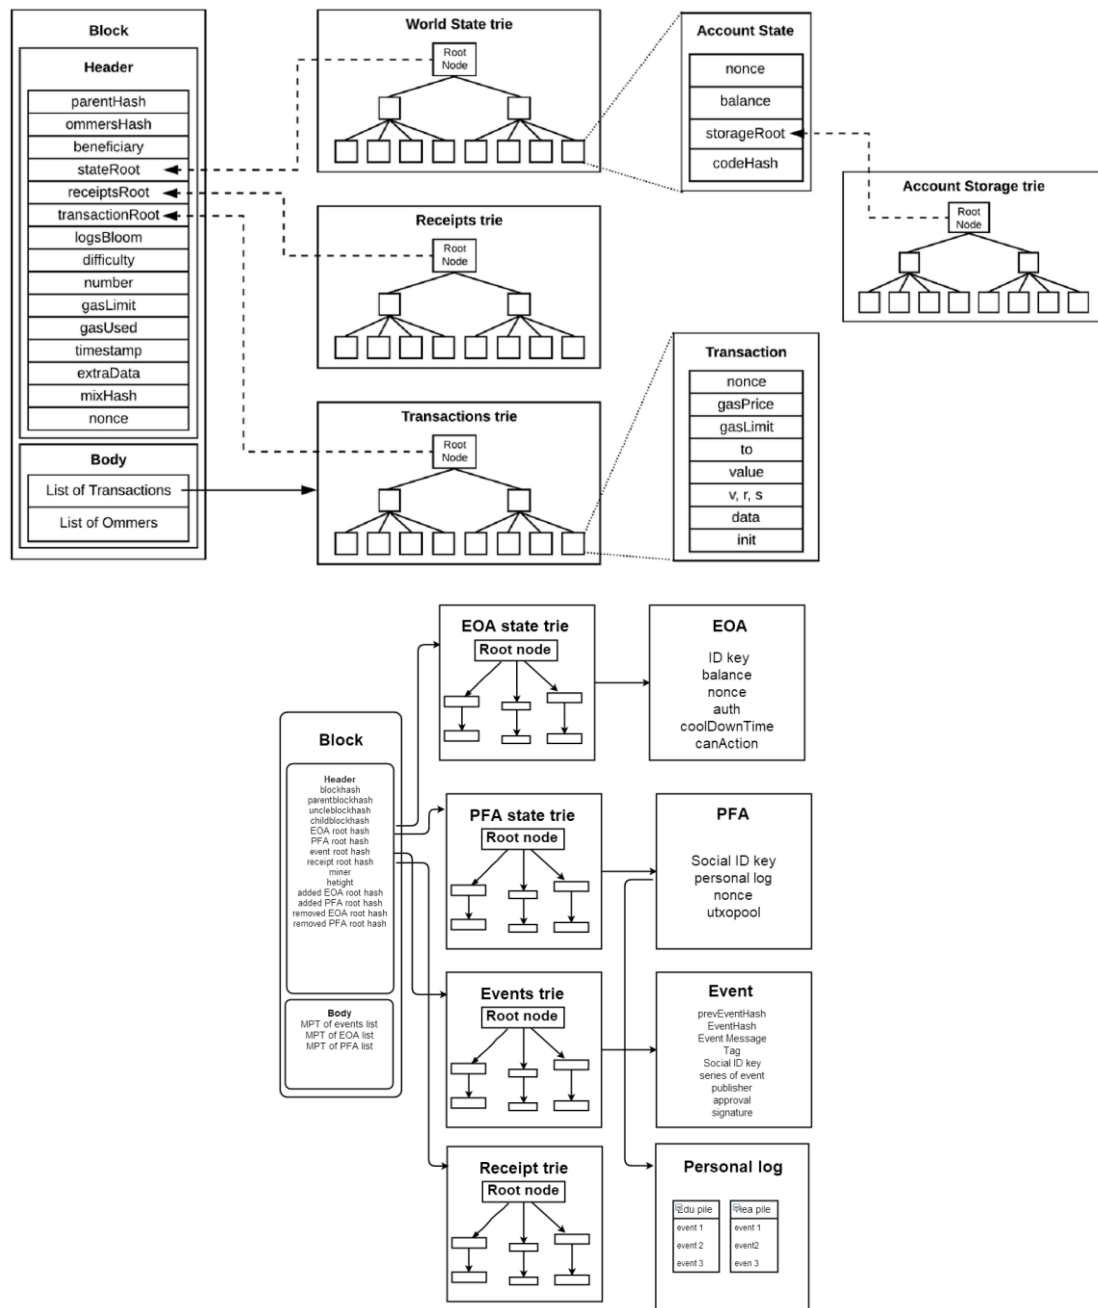 Block
Header
parentHash
ommersHash
beneficiary
stateRoot
receiptsRoot
transactionRoot
logsBloom
difficulty
number
gasLimit
gasUsed
timestamp
extraData
mixHash
nonce
Body
List of Transactions
List of Ommers
World State trie
Root
Node
Receipts trie
Root
Node
Transactions trie
Root
Node
Account State
nonce
balance
storageRoot
codeHash
Account Storage trie
Root
Node
Transaction
nonce
gasPrice
gasLimit
to
value
v, r, s
data
init
Block
Header
blockhash
parentblockhash
uncleblockhash
childblockhash
EOA root hash
PFA root hash
event root hash
receipt root hash
miner
hetight
added EOA root hash
added PFA root hash
removed EOA root hash
removed PFA root hash
Body
MPT of events list
MPT of EOA list
MPT of PFA list
EOA state trie
Root node
EOA
ID key
balance
nonce
auth
coolDownTime
canAction
PFA state trie
Root node
PFA
Social ID key
personal log
nonce
utxopool
Events trie
Root node
Event
prevEventHash
EventHash
Event Message
Tag
Social ID key
series of event
publisher
approval
signature
Receipt trie
Root node
Personal log
Edu pile
event 1
event 2
event 3
Hea pile
event 1
event2
even 3